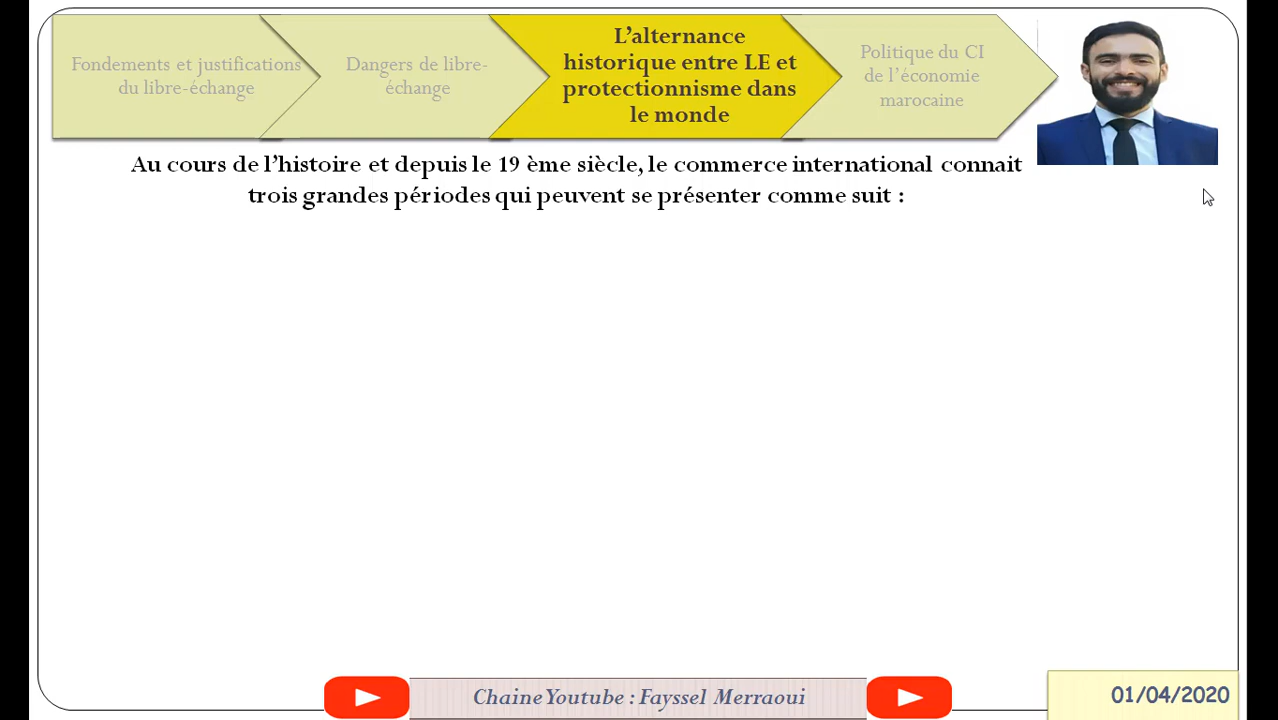 Fondements et justifications
du libre-échange
Dangers de libre-
échange
L’alternance
historique entre LE et
protectionnisme dans
le monde
Politique du CI
de l’économie
marocaine
Au cours de l’histoire et depuis le 19 ème siècle, le commerce international connait
trois grandes périodes qui peuvent se présenter comme suit :
Chaine Youtube : Fayssel Merraoui
01/04/2020